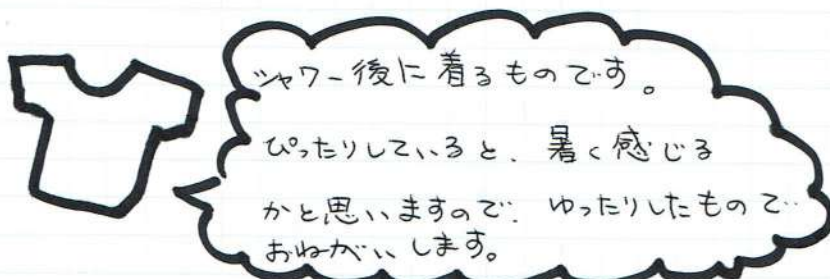 シャワー後に着るものです。
ぴったりしていると、暑く感じる
かと思いますので、ゆったりしたもので
おねがいします。